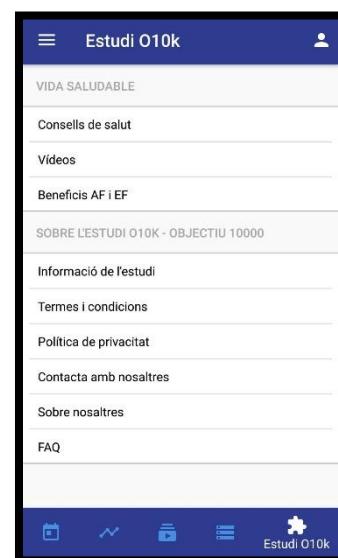 Estudi O10k
VIDA SALUDABLE
Consells de salut
Vídeos
Beneficis AF i EF
SOBRE L'ESTUDI O10K - OBJECTIU 10000
Informació de l'estudi
Termes i condicions
Política de privacitat
Contacta amb nosaltres
Sobre nosaltres
FAQ
Estudi O10k